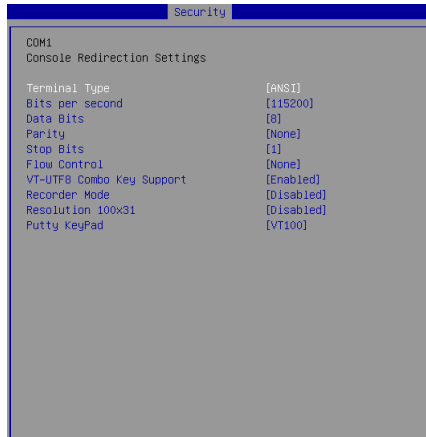 Security
COM1
Console Redirection Settings
Terminal Type [ANSI]
Bits per second [115200]
Data Bits [8]
Parity [None]
Stop Bits [1]
Flow Control [None]
VT-UTF8 Combo Key Support [Enabled]
Recorder Mode [Disabled]
Resolution 100x31 [Disabled]
Putty KeyPad [VT100]